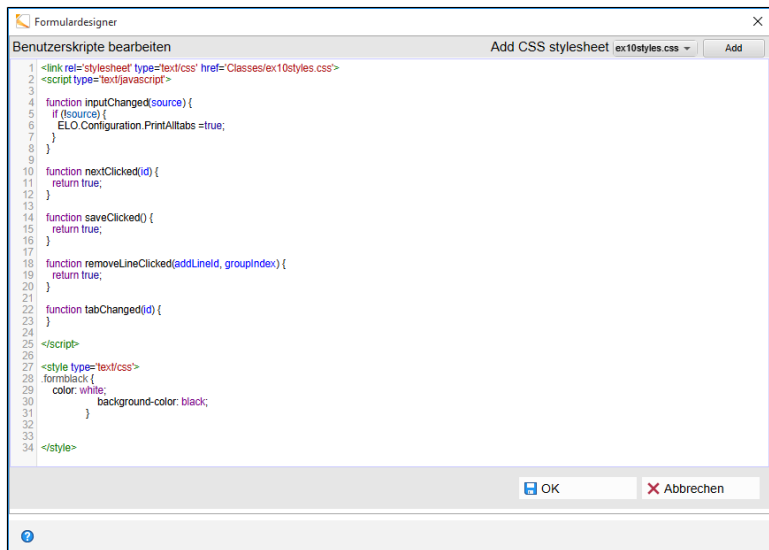 Formulardesigner
Benutzerskripte bearbeiten Add CSS stylesheet ex10styles.css Add
1 <link rel='stylesheet' type='text/css' href='Classes/ex10styles.css'>
2 <script type='text/javascript'>
3
4 function inputChanged(source) {
5 if (!source) {
6 ELO.Configuration.PrintAlltabs =true;
7 }
8 }
9
10 function nextClicked(id) {
11 return true;
12 }
13
14 function saveClicked() {
15 return true;
16 }
17
18 function removeLineClicked(addLineId, groupIndex) {
19 return true;
20 }
21
22 function tabChanged(id) {
23 }
24
25 </script>
26
27 <style type='text/css'>
28 .formblack {
29 color: white;
30 background-color: black;
31 }
32
33
34 </style>
OK Abbrechen
?